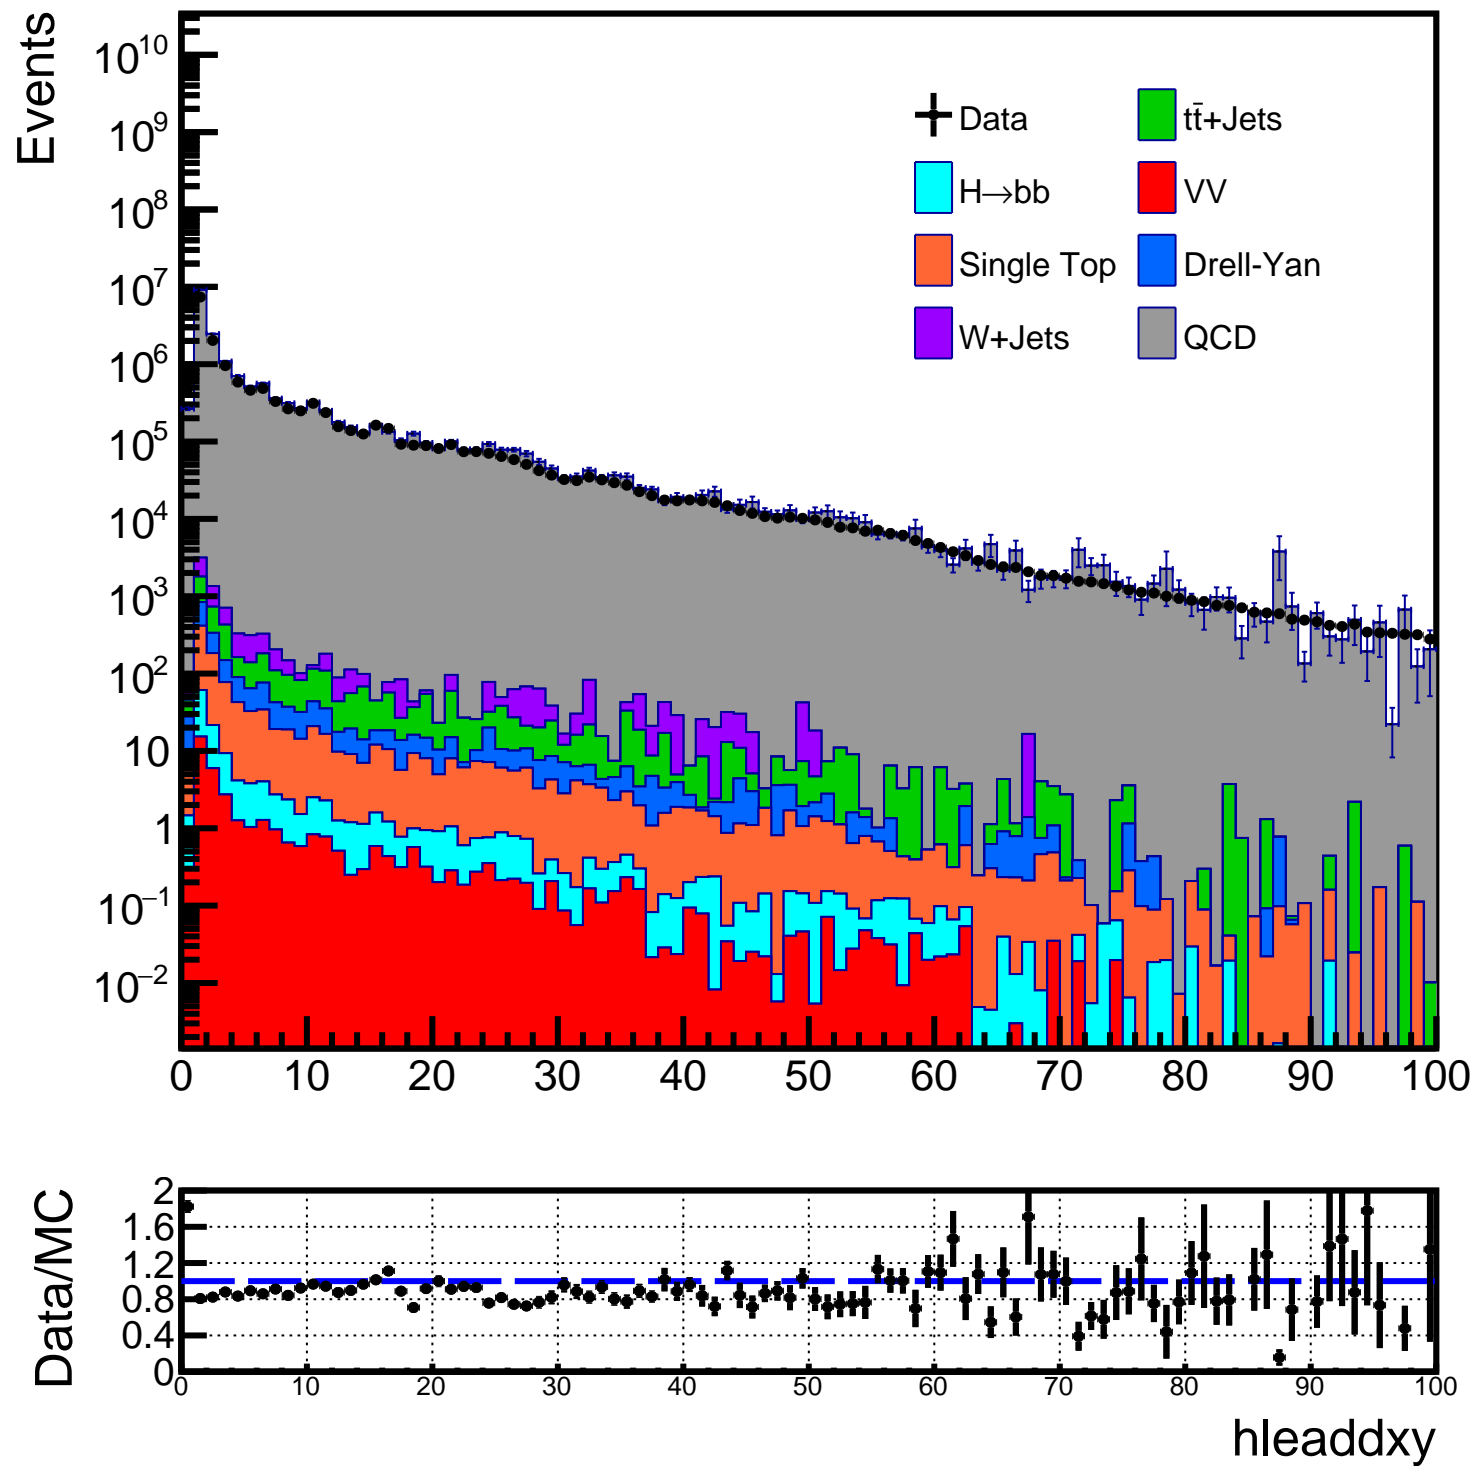 Events
10^10
10^9
10^8
10^7
10^6
10^5
10^4
10^3
10^2
10
1
10^−1
10^−2
Data
tt̄+Jets
H→bb
VV
Single Top
Drell-Yan
W+Jets
QCD
0 10 20 30 40 50 60 70 80 90 100
Data/MC
2
1.6
1.2
0.8
0.4
0
0 10 20 30 40 50 60 70 80 90 100
hleaddxy